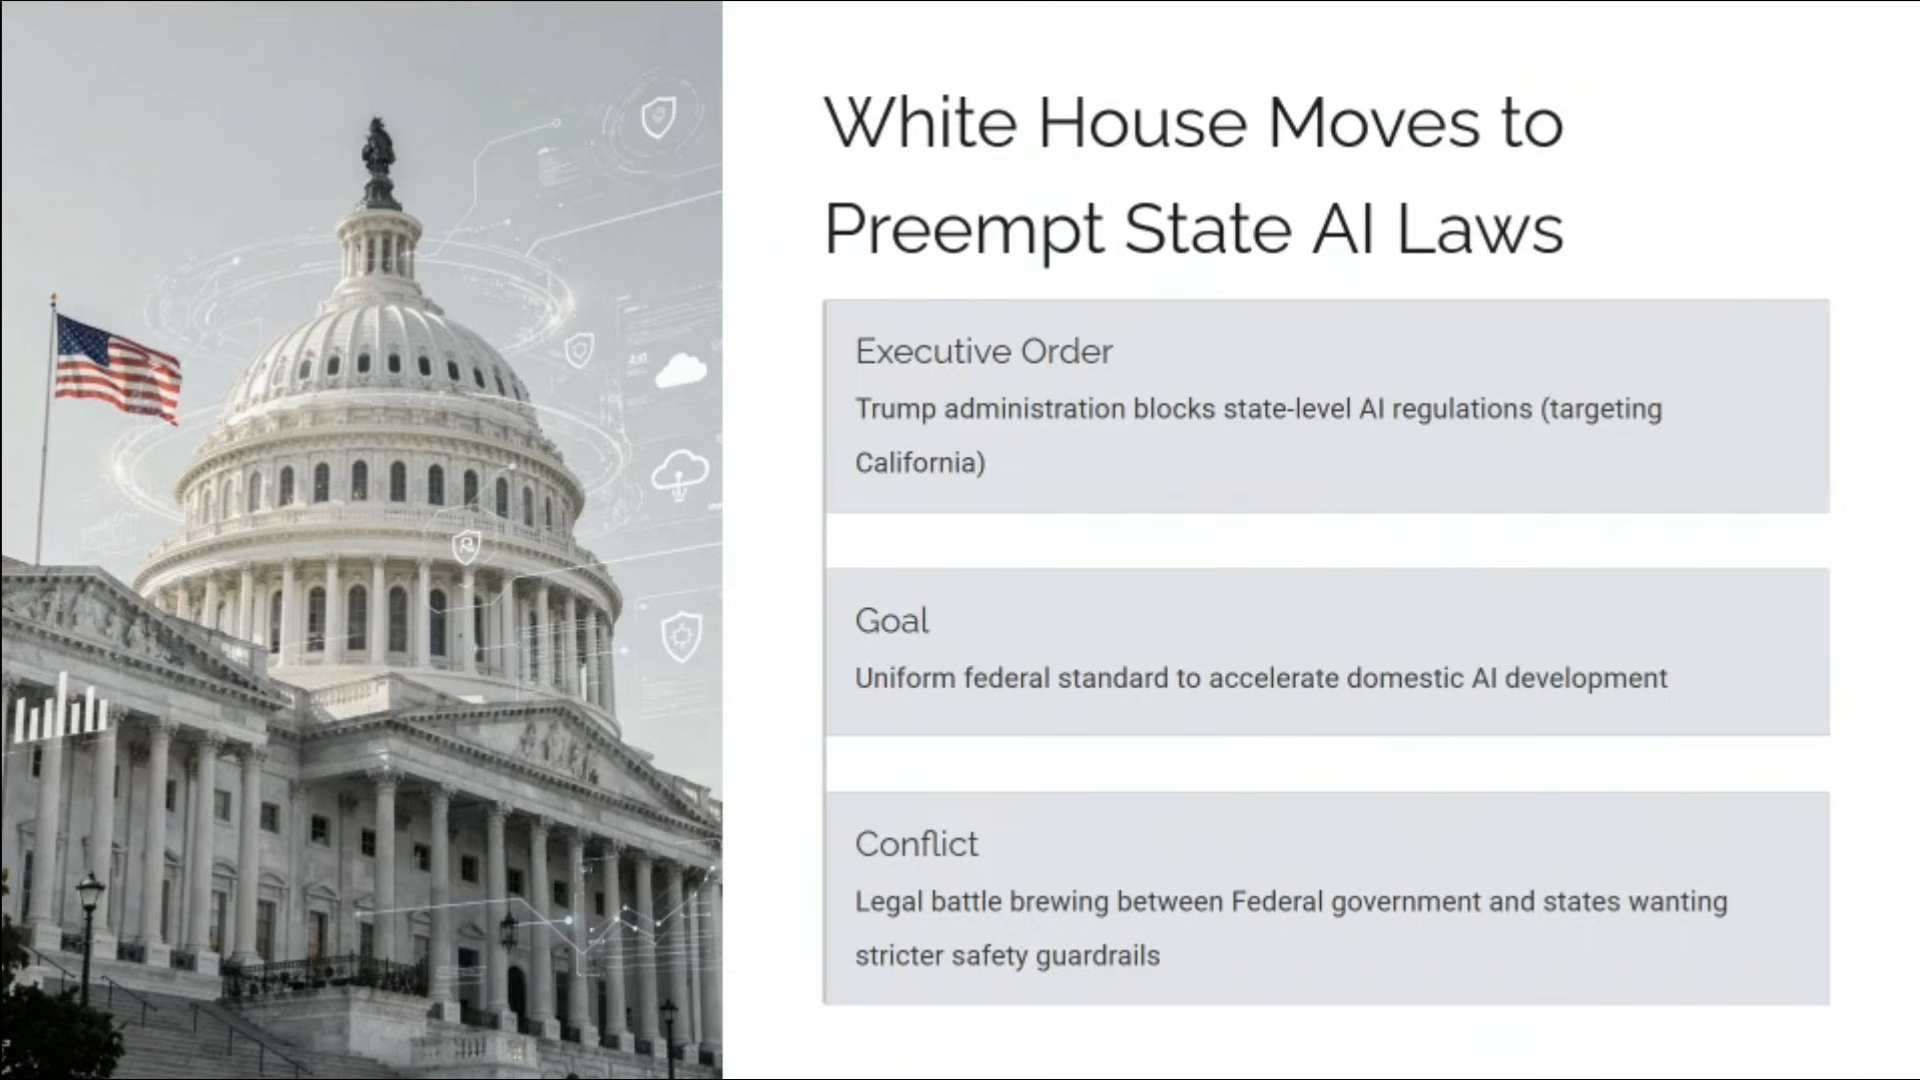 White House Moves to
Preempt State AI Laws
Executive Order
Trump administration blocks state-level AI regulations (targeting
California)
Goal
Uniform federal standard to accelerate domestic AI development
Conflict
Legal battle brewing between Federal government and states wanting
stricter safety guardrails